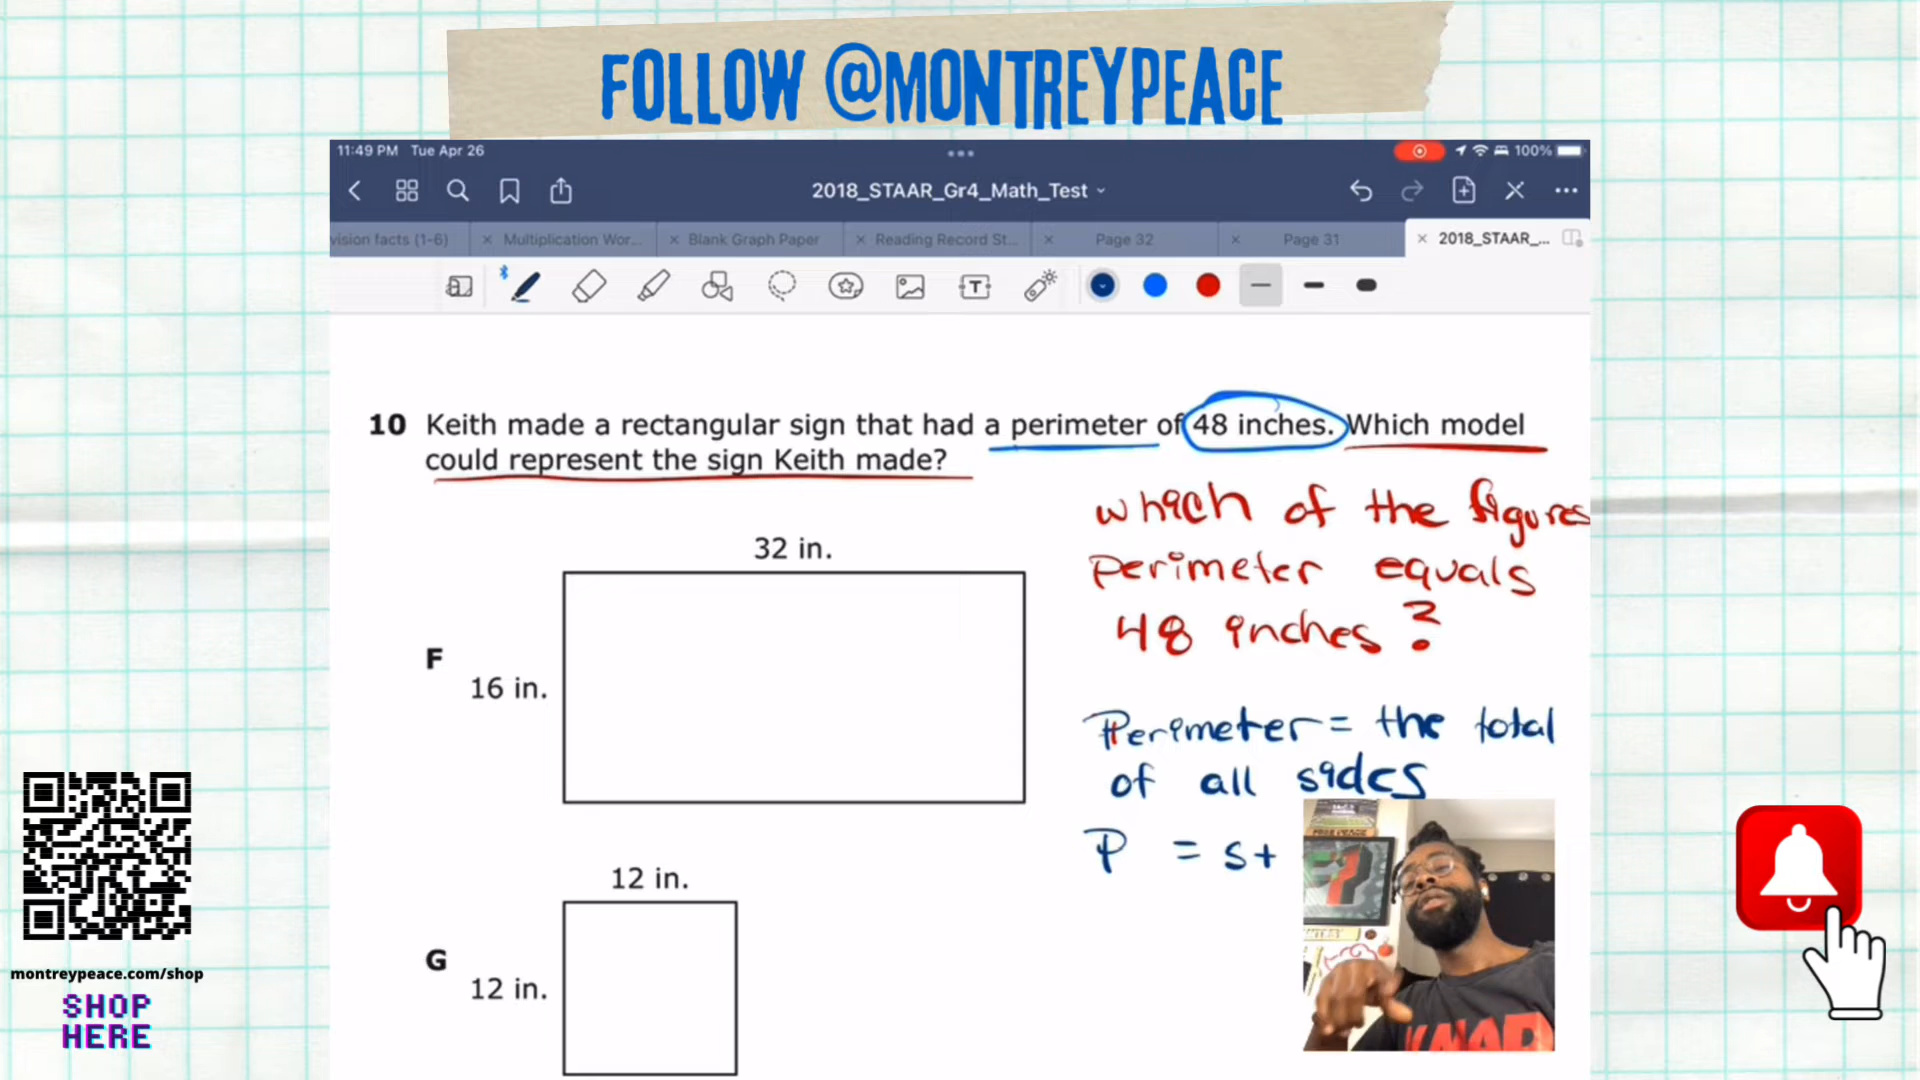 FOLLOW @MONTREYPEACE
11:49 PM Tue Apr 26
100%
2018_STAAR_Gr4_Math_Test
vision facts (1-6)
Multiplication Wor...
Blank Graph Paper
Reading Record St...
Page 32
Page 31
2018_STAAR_...
10 Keith made a rectangular sign that had a perimeter of 48 inches. Which model
could represent the sign Keith made?
which of the figures
perimeter equals
48 inches?
32 in.
F
16 in.
Perimeter = the total
of all sides
P = s+
12 in.
G
12 in.
montreypeace.com/shop
SHOP
HERE